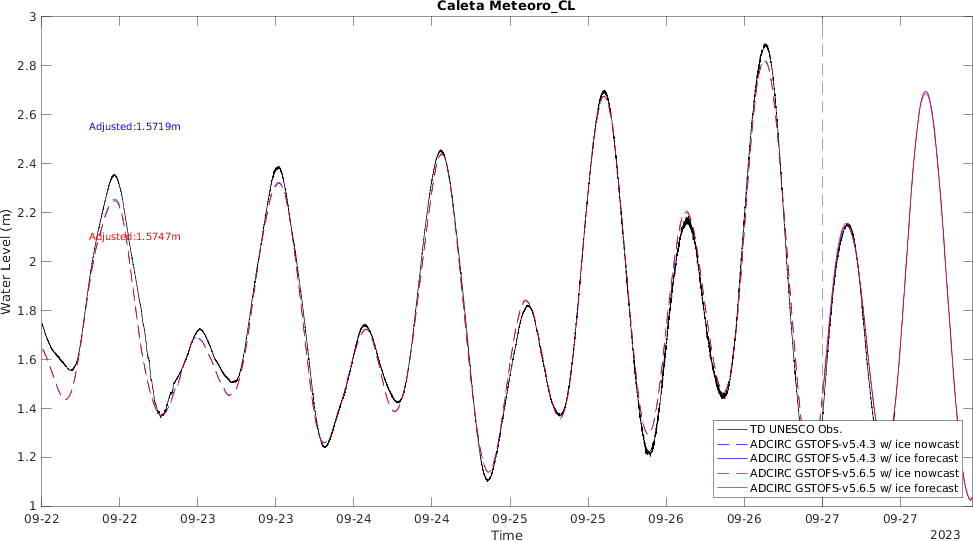 Caleta Meteoro_CL
3
2.8
2.6
2.4
2.2
2
1.8
1.6
1.4
1.2
1
Water Level (m)
Adjusted:1.5719m
Adjusted:1.5747m
TD UNESCO Obs.
ADCIRC GSTOFS-v5.4.3 w/ ice nowcast
ADCIRC GSTOFS-v5.4.3 w/ ice forecast
ADCIRC GSTOFS-v5.6.5 w/ ice nowcast
ADCIRC GSTOFS-v5.6.5 w/ ice forecast
09-22 09-22 09-23 09-23 09-24 09-24 09-25 09-25 09-26 09-26 09-27 09-27
Time
2023